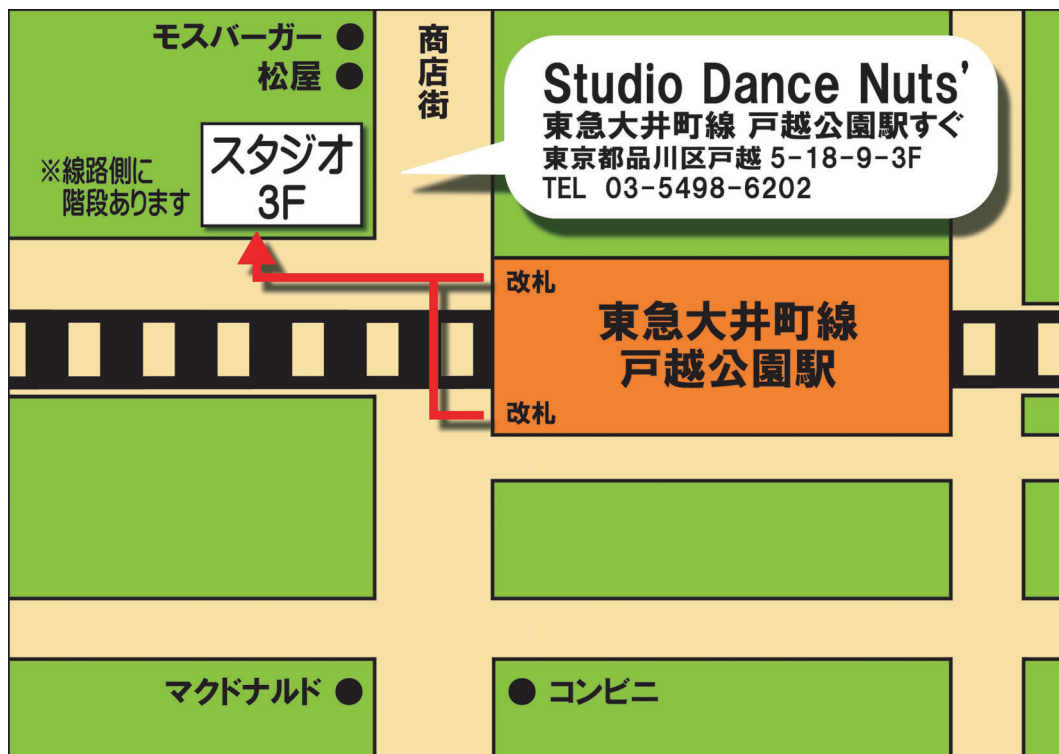 モスバーガー
松屋
商店街
Studio Dance Nuts'
東急大井町線 戸越公園駅すぐ
東京都品川区戸越 5-18-9-3F
TEL 03-5498-6202
※線路側に
階段あります
スタジオ
3F
改札
東急大井町線
戸越公園駅
改札
マクドナルド
コンビニ